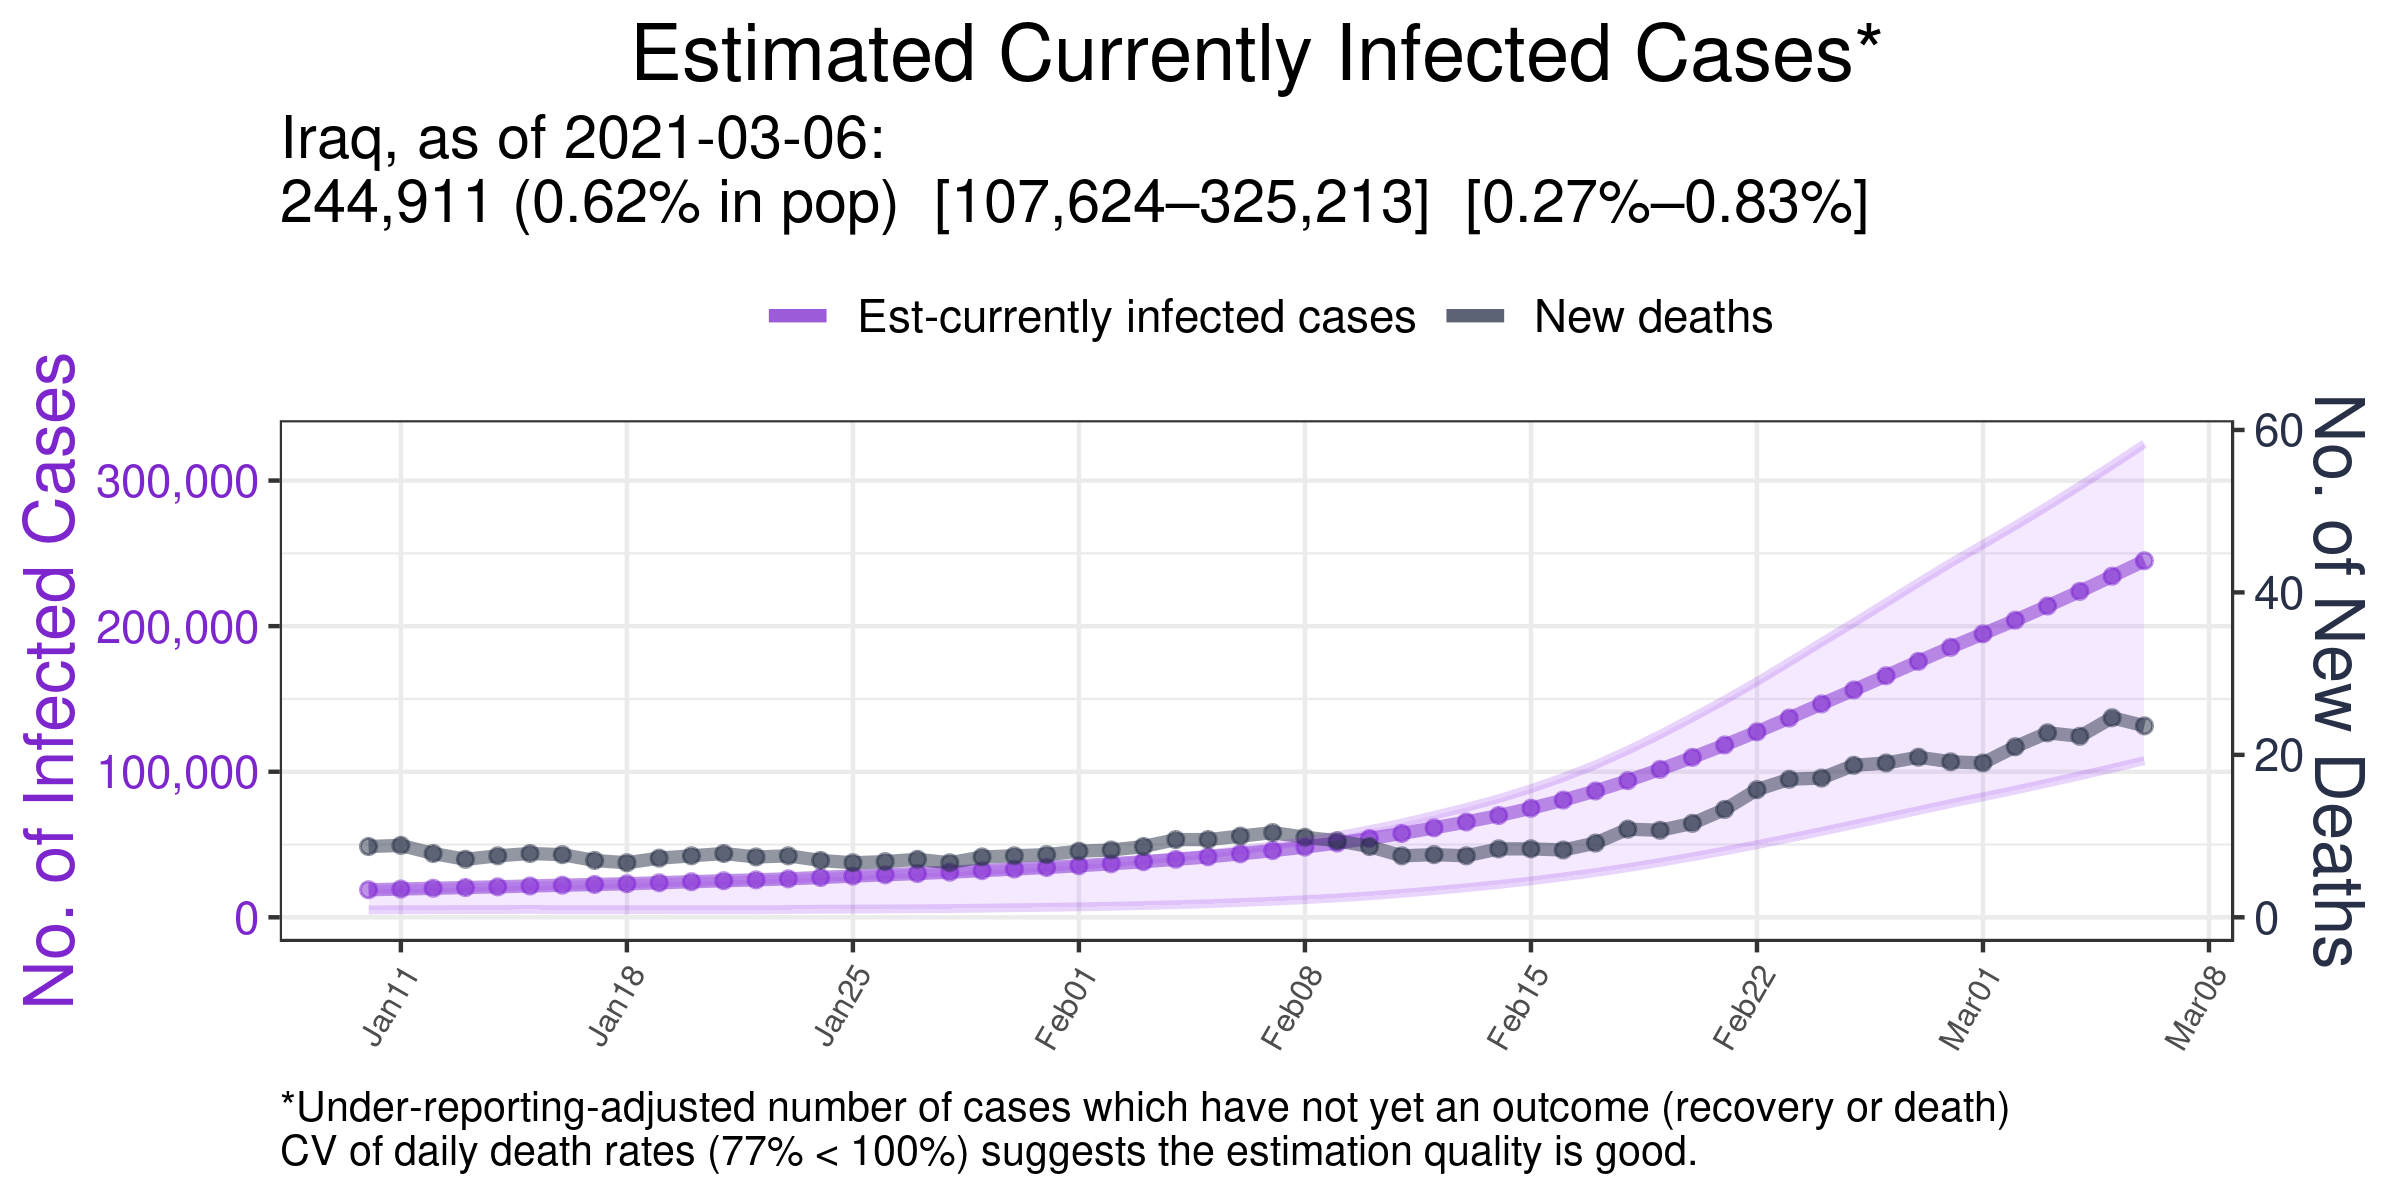 Estimated Currently Infected Cases*
Iraq, as of 2021-03-06:
244,911 (0.62% in pop)  [107,624–325,213]  [0.27%–0.83%]
Est-currently infected cases
New deaths
No. of Infected Cases
300,000
200,000
100,000
0
60
40
20
0
No. of New Deaths
Jan11
Jan18
Jan25
Feb01
Feb08
Feb15
Feb22
Mar01
Mar08
*Under-reporting-adjusted number of cases which have not yet an outcome (recovery or death)
CV of daily death rates (77% < 100%) suggests the estimation quality is good.